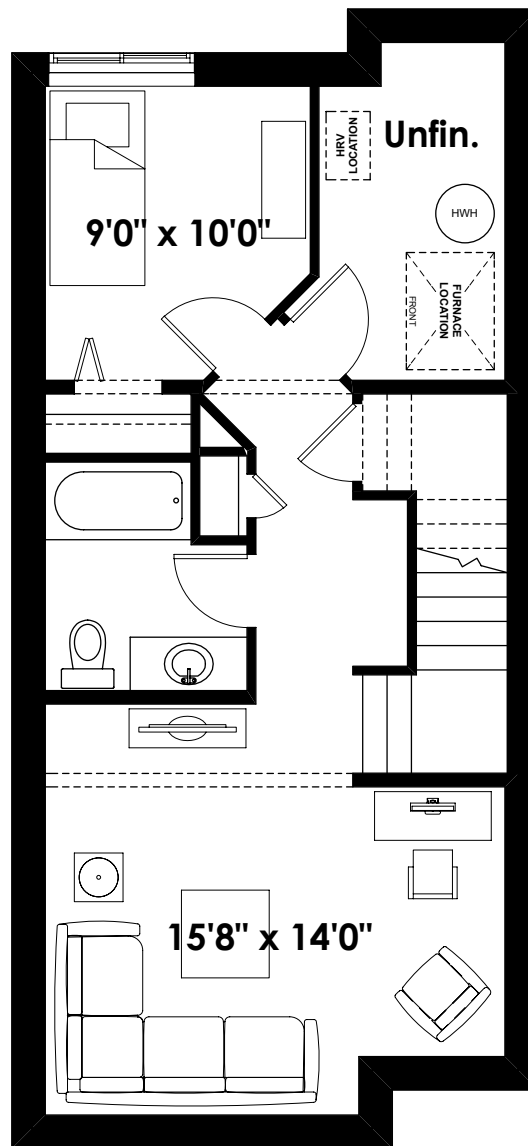 HRV
LOCATION
Unfin.
9'0" x 10'0"
HWH
FRONT
FURNACE
LOCATION
15'8" x 14'0"